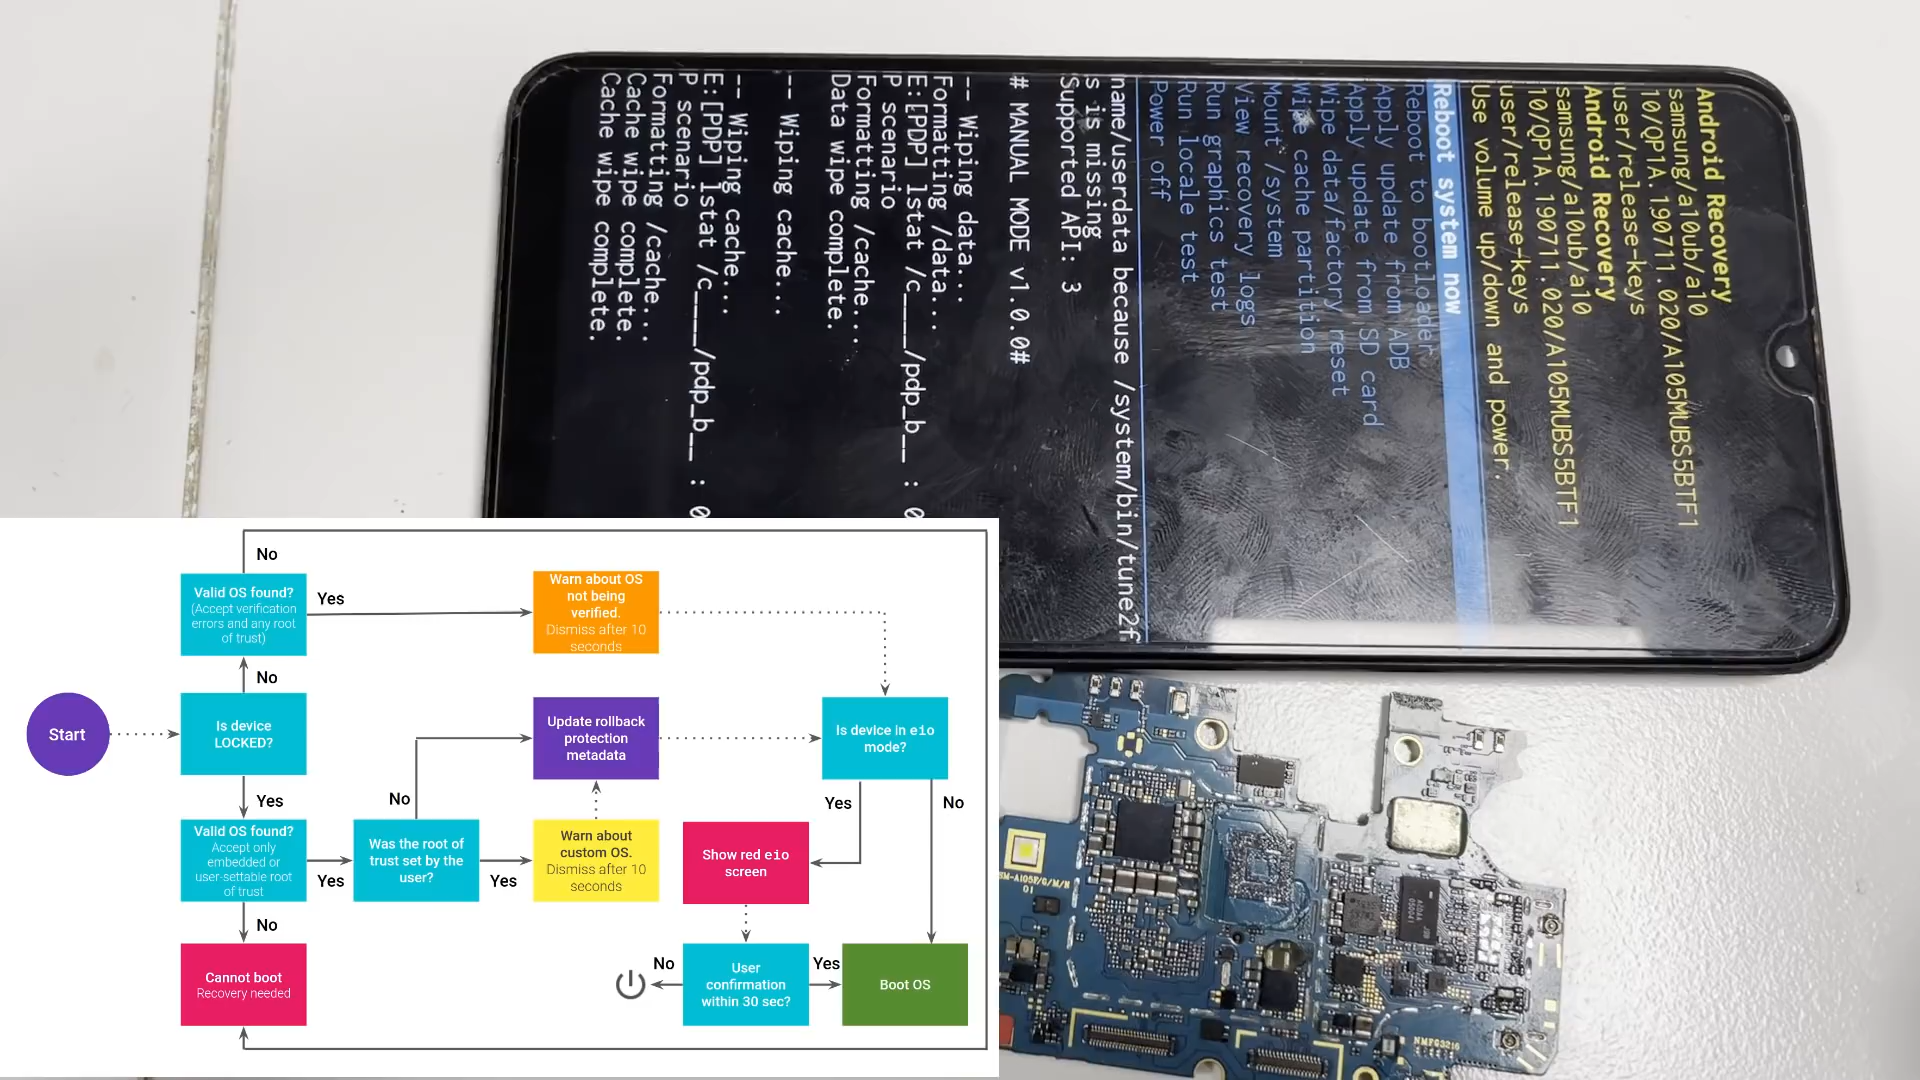 Android Recovery
samsung/a10ub/a10
10/QP1A.190711.020/A105MUBS5BTF1
user/release-keys
Android Recovery
samsung/a10ub/a10
10/QP1A.190711.020/A105MUBS5BTF1
user/release-keys
Use volume up/down and power.
Reboot system now
Reboot to bootloader
Apply update from ADB
Apply update from SD card
Wipe data/factory reset
Wipe cache partition
Mount /system
View recovery logs
Run graphics test
Run locale test
Power off
name/userdata because /system/bin/tune2f
s is missing
Supported API: 3
# MANUAL MODE v1.0.0#
-- Wiping data...
Formatting /data...
E:[PDP] lstat /c____/pdp_b__ : 0
P scenario
Formatting /cache...
Data wipe complete.
-- Wiping cache...
-- Wiping cache...
E:[PDP] lstat /c____/pdp_b__ : 0
P scenario
Formatting /cache...
Cache wipe complete.
Cache wipe complete.
No
Valid OS found?
(Accept verification
errors and any root
of trust)
Yes
Warn about OS
not being
verified.
Dismiss after 10
seconds
No
Start
Is device
LOCKED?
Update rollback
protection
metadata
Is device in eio
mode?
Yes
No
Yes
No
Valid OS found?
Accept only
embedded or
user-settable root
of trust
Yes
Was the root of
trust set by the
user?
Yes
Warn about
custom OS.
Dismiss after 10
seconds
Show red eio
screen
No
Cannot boot
Recovery needed
No
User
confirmation
within 30 sec?
Yes
Boot OS
SM-A105F/G/M/N
01
NMFG3216